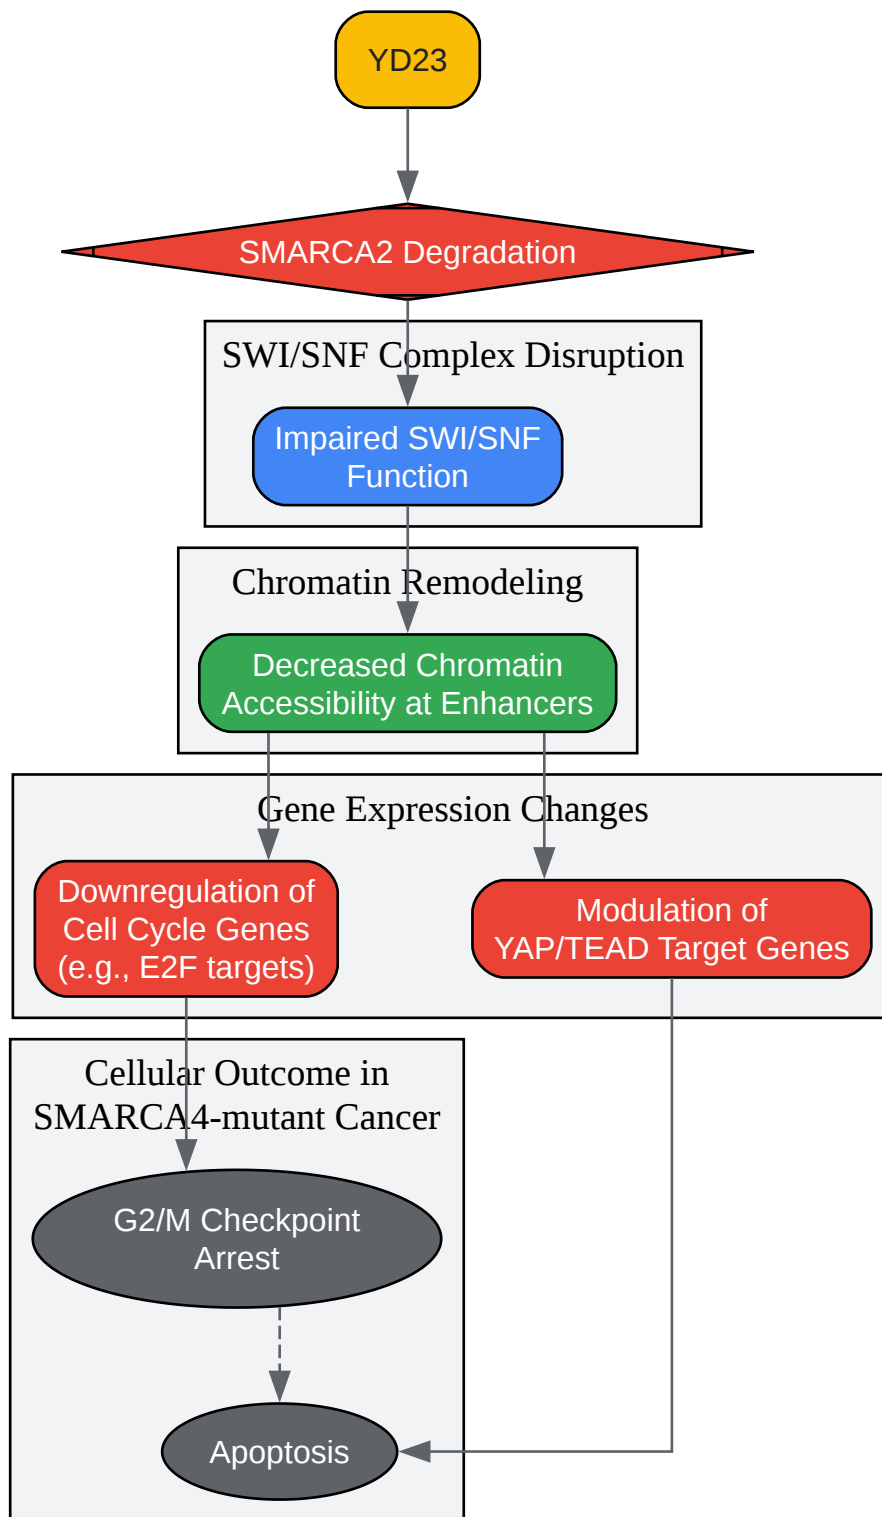 YD23
SMARCA2 Degradation
SWI/SNF Complex Disruption
Impaired SWI/SNF
Function
Chromatin Remodeling
Decreased Chromatin
Accessibility at Enhancers
Gene Expression Changes
Downregulation of
Cell Cycle Genes
(e.g., E2F targets)
Modulation of
YAP/TEAD Target Genes
Cellular Outcome in
SMARCA4-mutant Cancer
G2/M Checkpoint
Arrest
Apoptosis